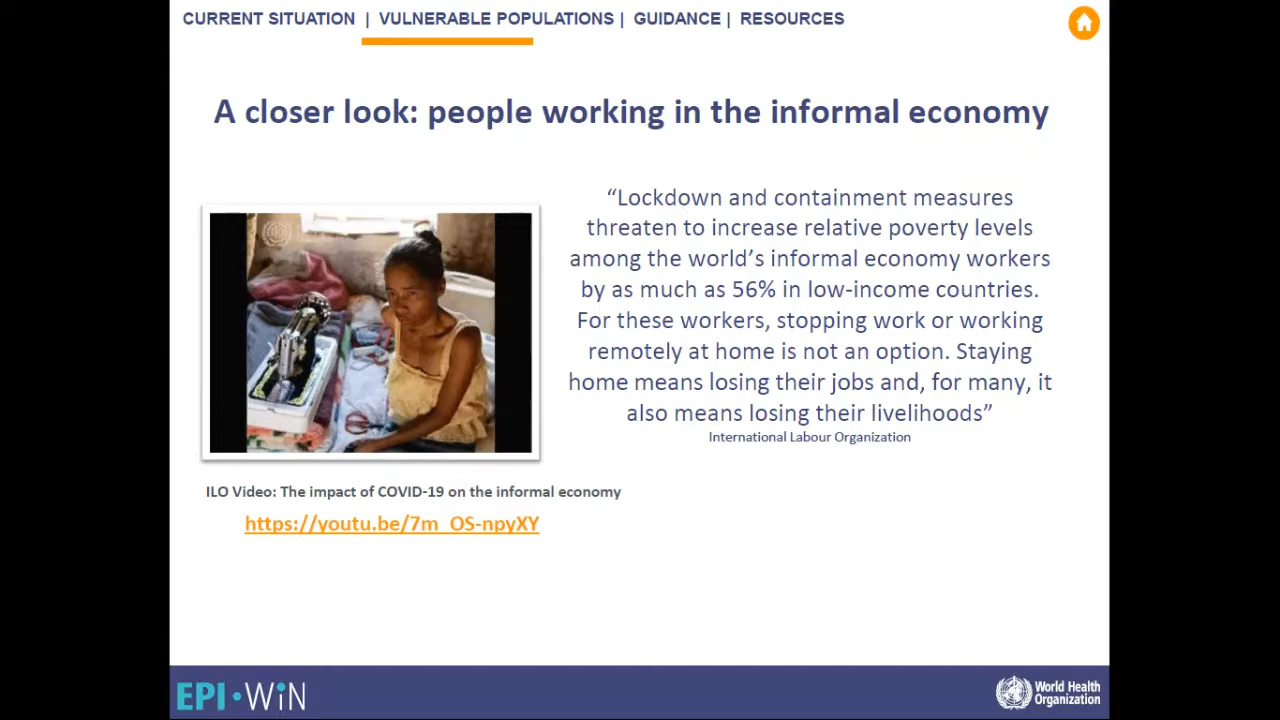 CURRENT SITUATION | VULNERABLE POPULATIONS | GUIDANCE | RESOURCES
A closer look: people working in the informal economy
“Lockdown and containment measures
threaten to increase relative poverty levels
among the world’s informal economy workers
by as much as 56% in low-income countries.
For these workers, stopping work or working
remotely at home is not an option. Staying
home means losing their jobs and, for many, it
also means losing their livelihoods”
International Labour Organization
ILO Video: The impact of COVID-19 on the informal economy
https://youtu.be/7m_OS-npyXY
EPI•WiN
World Health
Organization